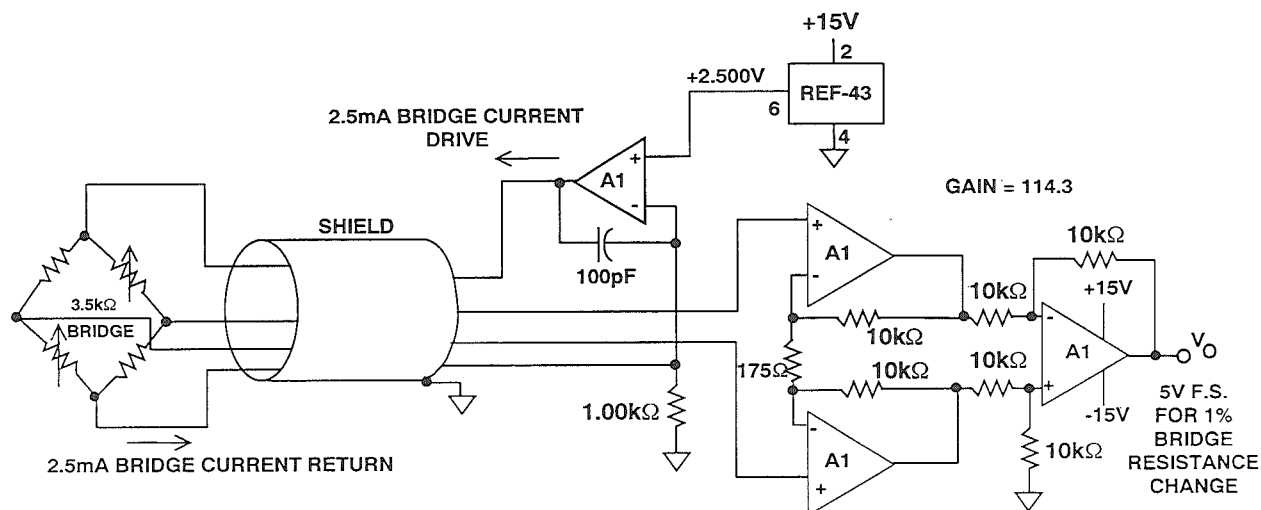 +15V
2
+2.500V
REF-43
6
4
2.5mA BRIDGE CURRENT
DRIVE
+
A1
-
GAIN = 114.3
SHIELD
100pF
+
A1
-
10kΩ
+15V
10kΩ
10kΩ
3.5kΩ
BRIDGE
-
A1
+
VO
175Ω
10kΩ
10kΩ
-15V
5V F.S.
FOR 1%
BRIDGE
RESISTANCE
CHANGE
1.00kΩ
-
A1
+
10kΩ
2.5mA BRIDGE CURRENT RETURN